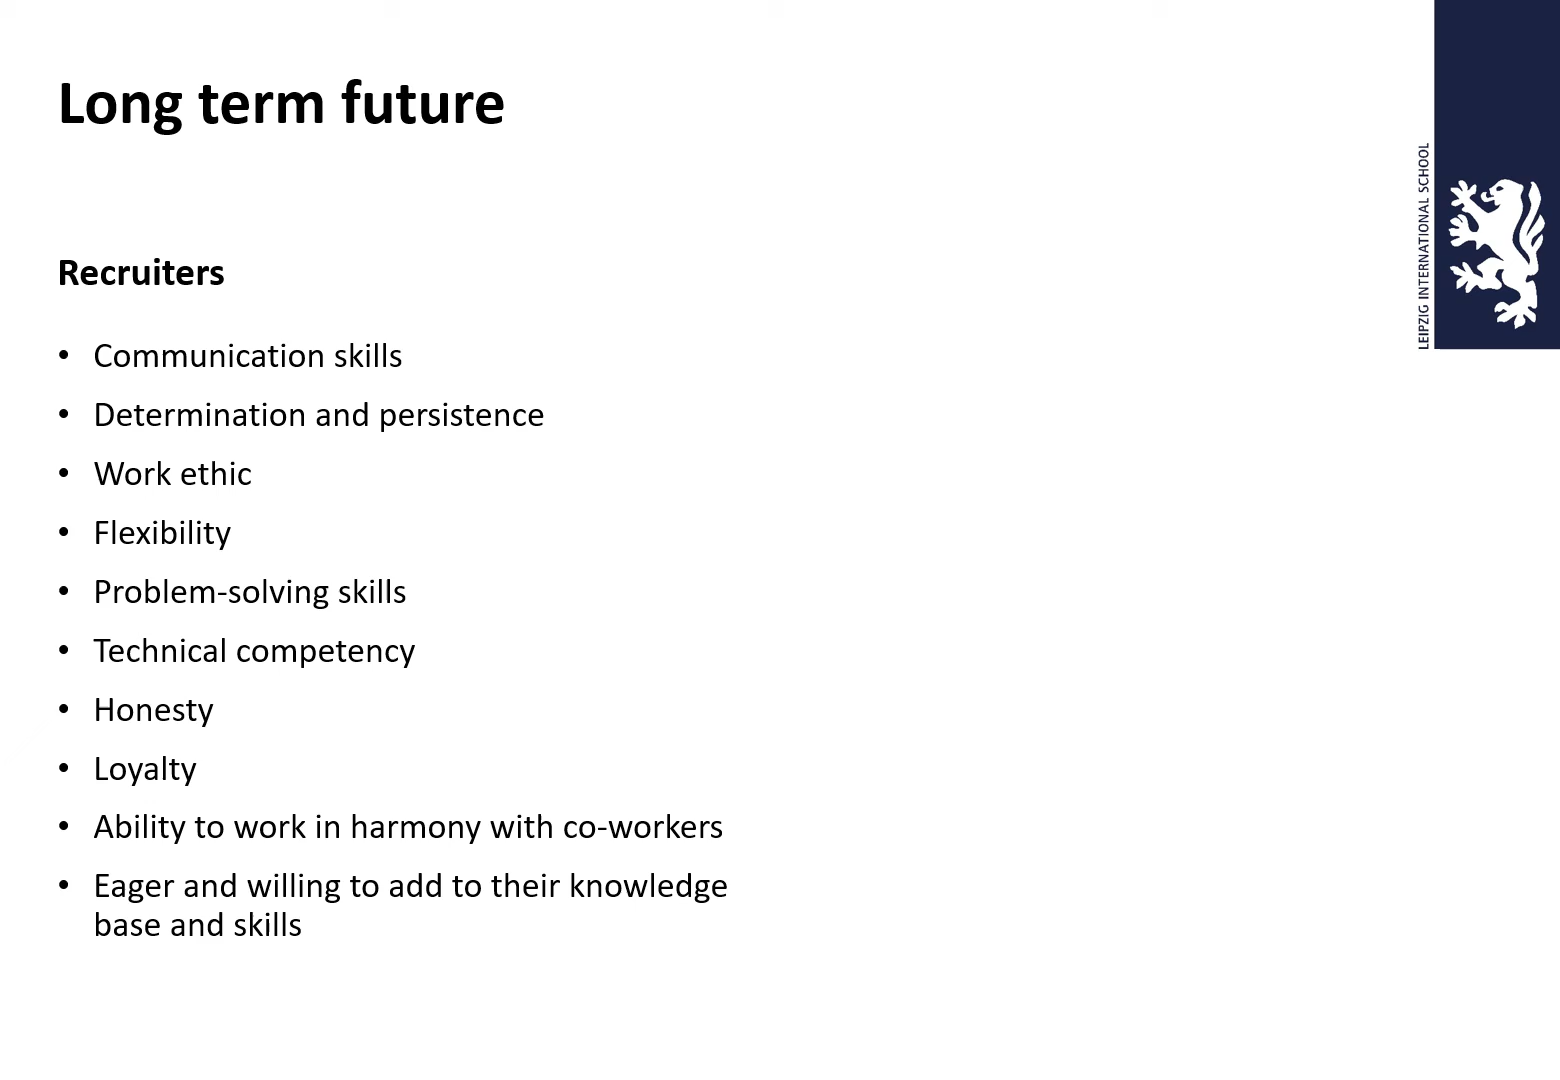 Long term future
LEIPZIG INTERNATIONAL SCHOOL
Recruiters
• Communication skills
• Determination and persistence
• Work ethic
• Flexibility
• Problem-solving skills
• Technical competency
• Honesty
• Loyalty
• Ability to work in harmony with co-workers
• Eager and willing to add to their knowledge
base and skills